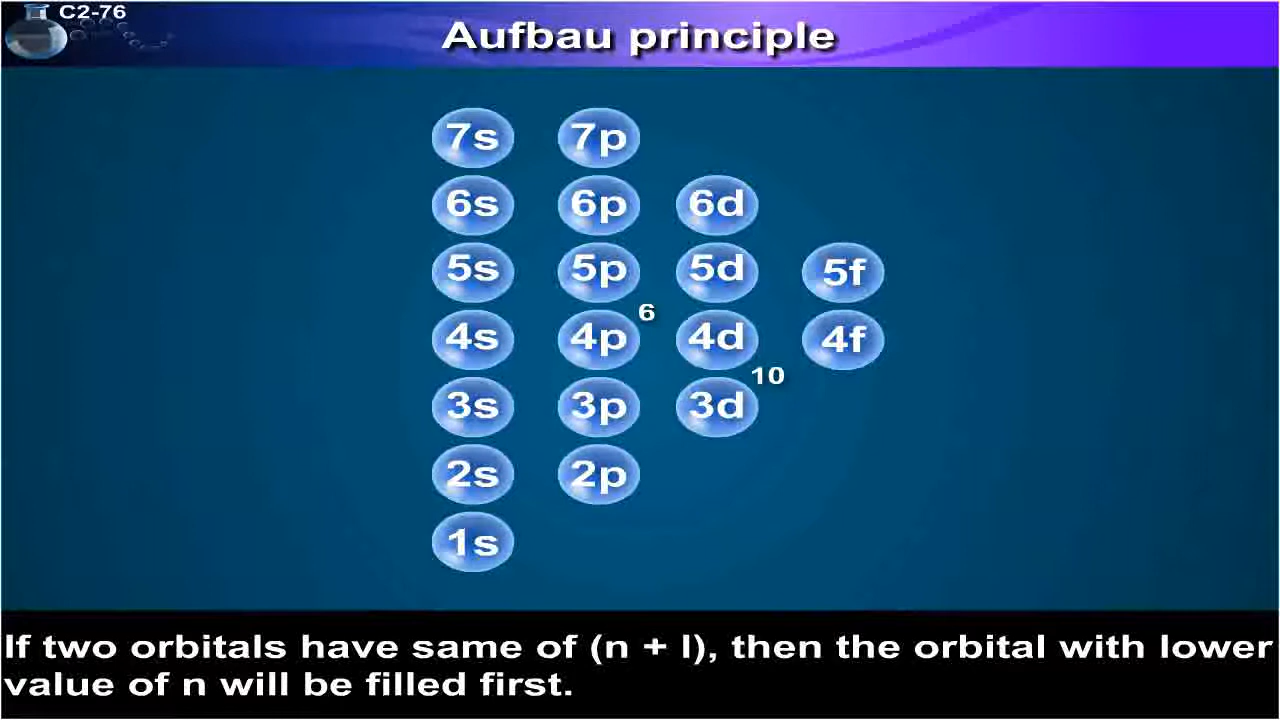 C2-76
Aufbau principle
7s 7p
6s 6p 6d
5s 5p 5d 5f
4s 4p 6 4d 4f
3s 3p 3d 10
2s 2p
1s
If two orbitals have same of (n + l), then the orbital with lower
value of n will be filled first.